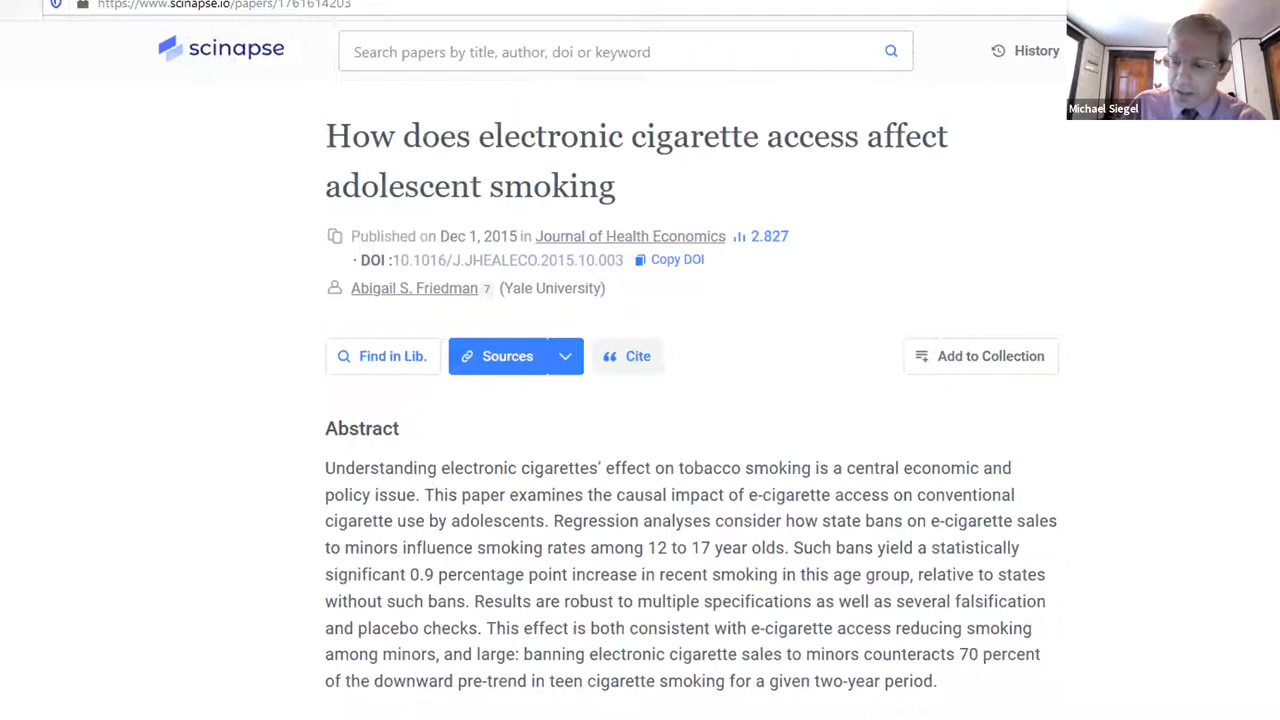 https://www.scinapse.io/papers/1761614203
scinapse
Search papers by title, author, doi or keyword
History
Michael Siegel
How does electronic cigarette access affect
adolescent smoking
Published on Dec 1, 2015 in Journal of Health Economics 2.827
· DOI :10.1016/J.JHEALECO.2015.10.003 Copy DOI
Abigail S. Friedman 7 (Yale University)
Find in Lib. Sources Cite Add to Collection
Abstract
Understanding electronic cigarettes’ effect on tobacco smoking is a central economic and
policy issue. This paper examines the causal impact of e-cigarette access on conventional
cigarette use by adolescents. Regression analyses consider how state bans on e-cigarette sales
to minors influence smoking rates among 12 to 17 year olds. Such bans yield a statistically
significant 0.9 percentage point increase in recent smoking in this age group, relative to states
without such bans. Results are robust to multiple specifications as well as several falsification
and placebo checks. This effect is both consistent with e-cigarette access reducing smoking
among minors, and large: banning electronic cigarette sales to minors counteracts 70 percent
of the downward pre-trend in teen cigarette smoking for a given two-year period.